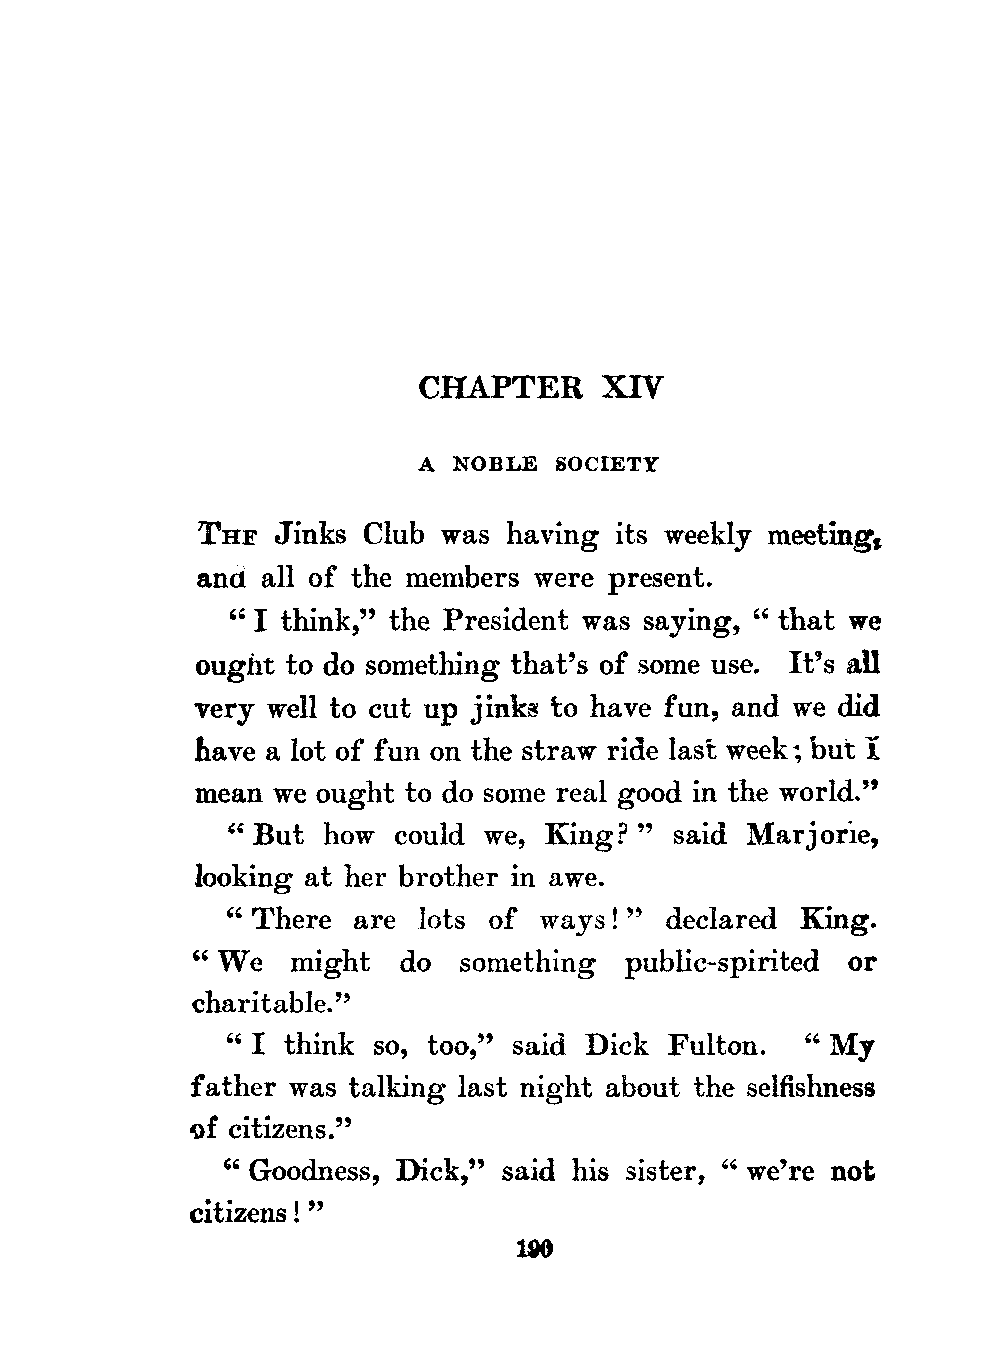 CHAPTER XIV
A NOBLE SOCIETY
THE Jinks Club was having its weekly meeting,
and all of the members were present.
“I think,” the President was saying, “that we
ought to do something that’s of some use. It’s all
very well to cut up jinks to have fun, and we did
have a lot of fun on the straw ride last week; but I
mean we ought to do some real good in the world.”
“But how could we, King?” said Marjorie,
looking at her brother in awe.
“There are lots of ways!” declared King.
“We might do something public-spirited or
charitable.”
“I think so, too,” said Dick Fulton. “My
father was talking last night about the selfishness
of citizens.”
“Goodness, Dick,” said his sister, “we’re not
citizens!”
190